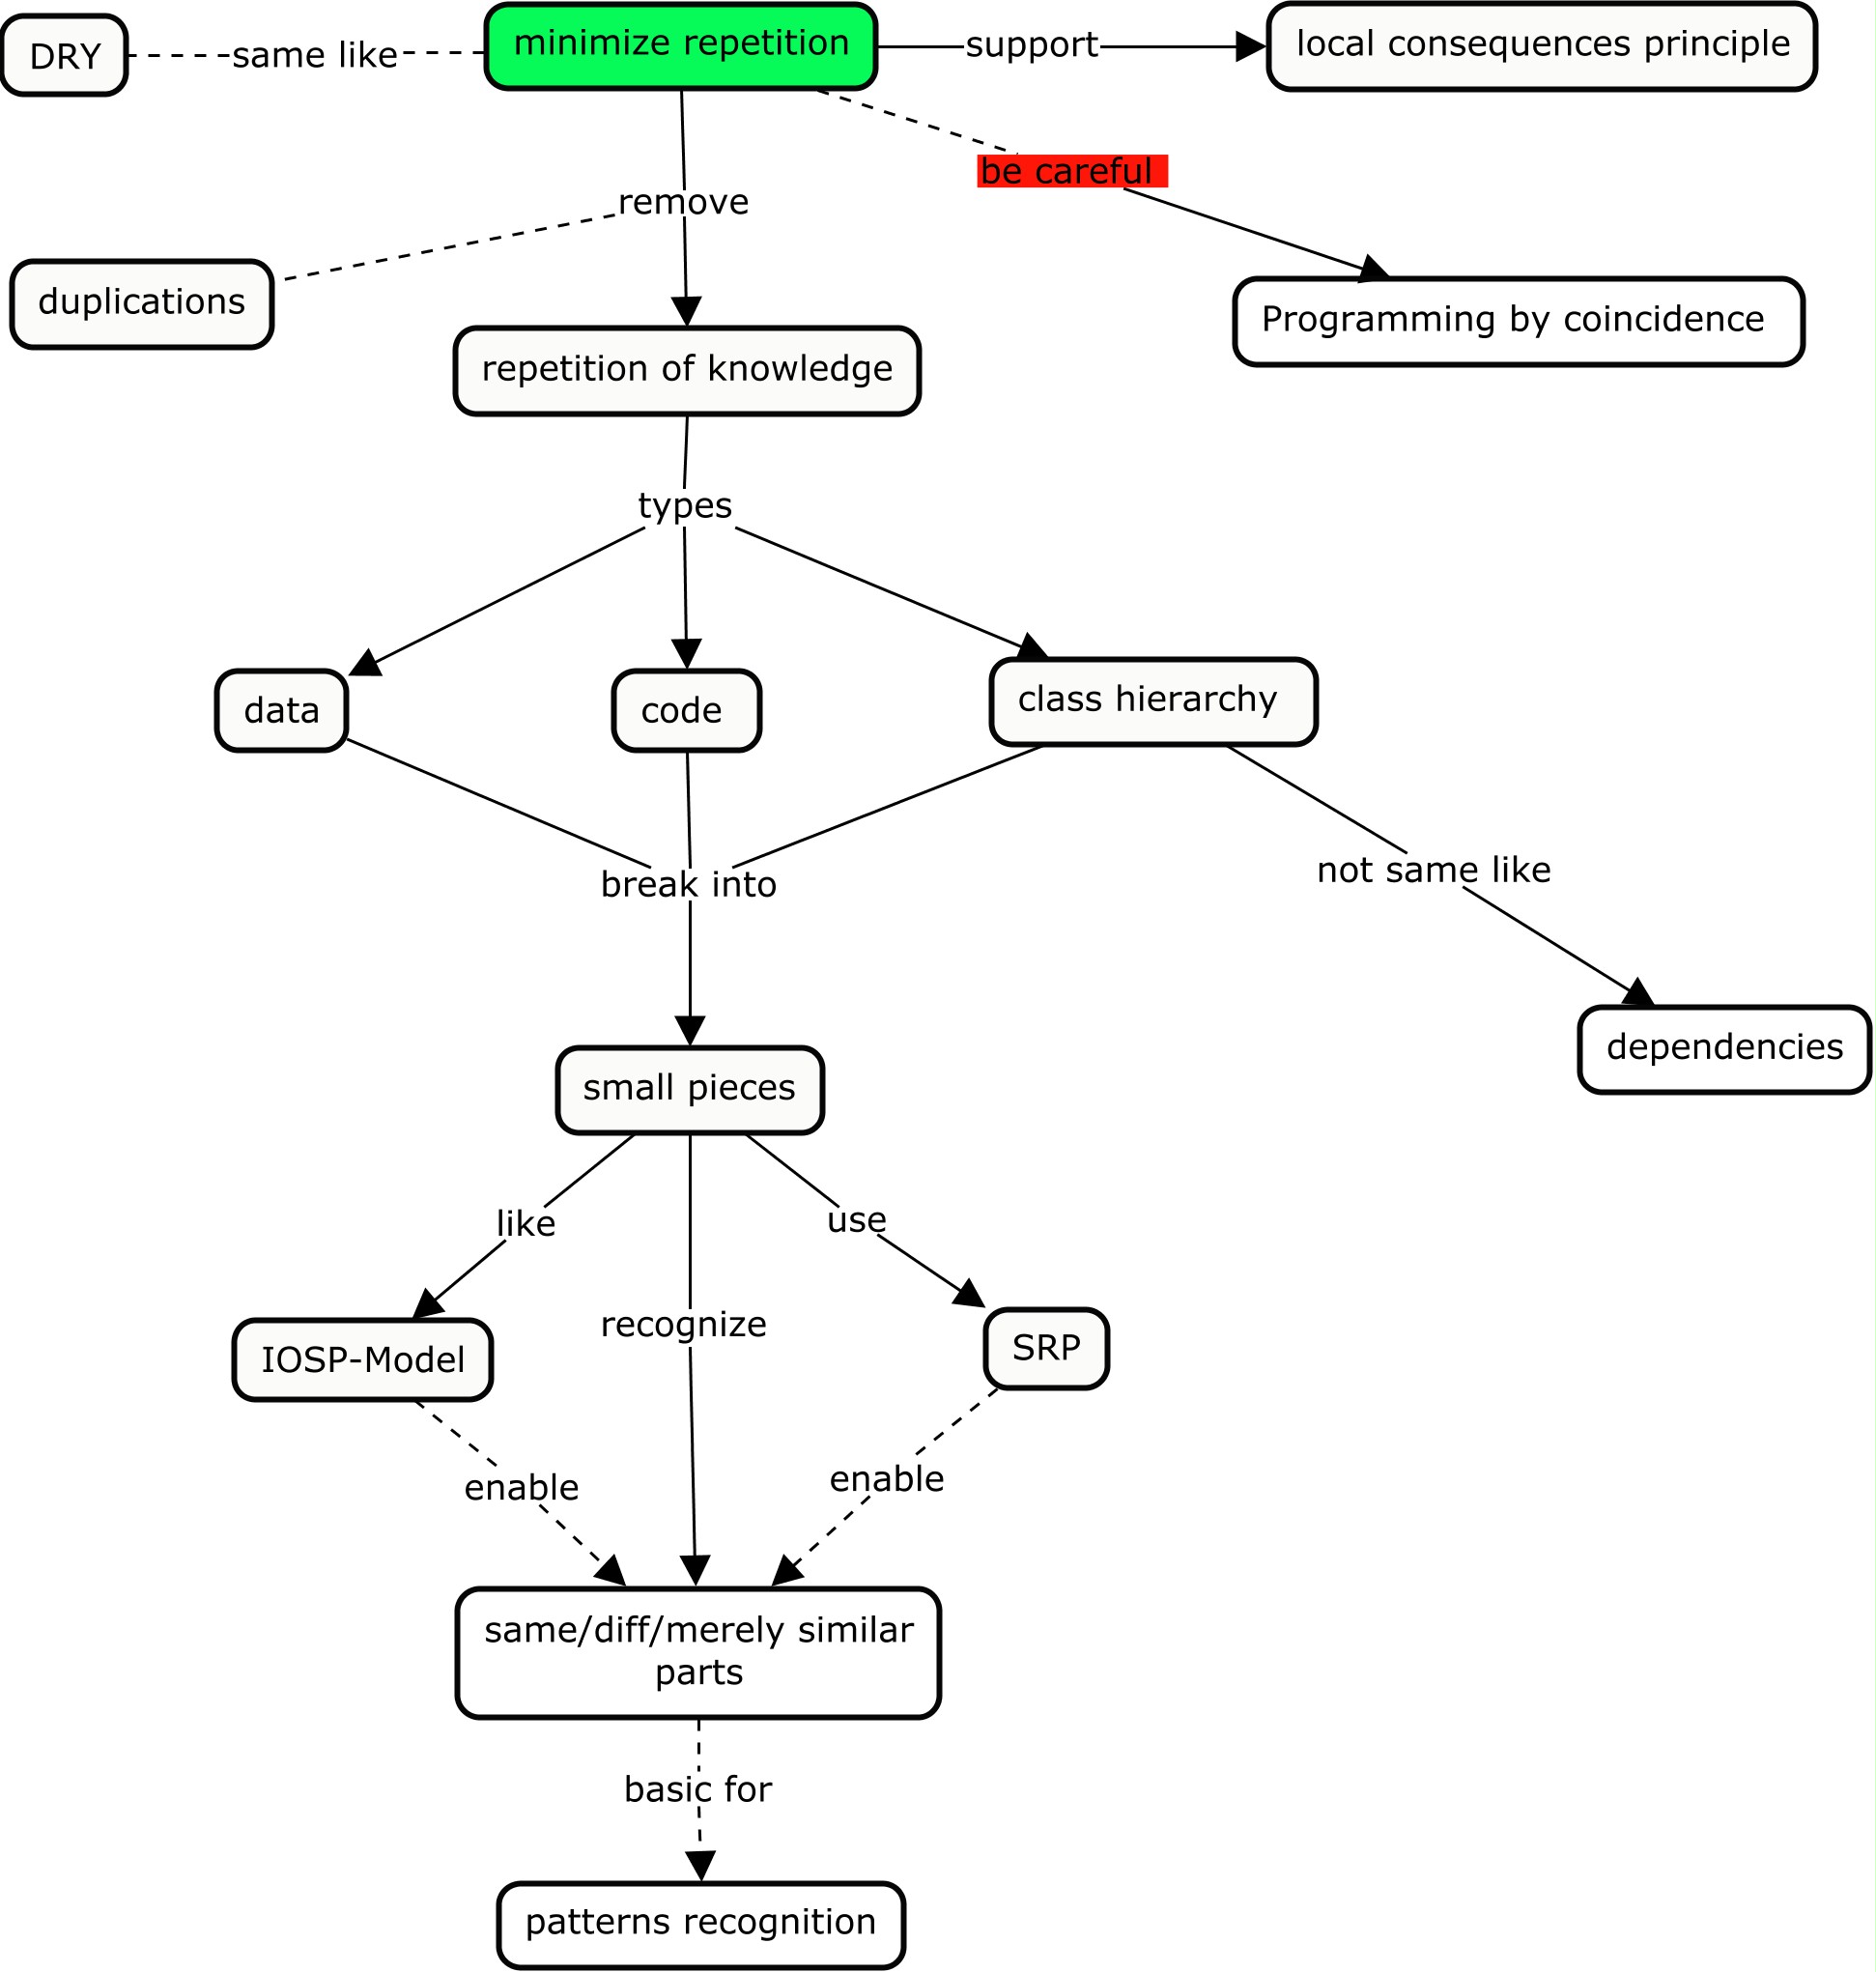 DRY
same like
minimize repetition
support
local consequences principle
be careful
remove
duplications
Programming by coincidence
repetition of knowledge
types
data
code
class hierarchy
break into
not same like
dependencies
small pieces
like
use
recognize
IOSP-Model
SRP
enable
enable
same/diff/merely similar
parts
basic for
patterns recognition